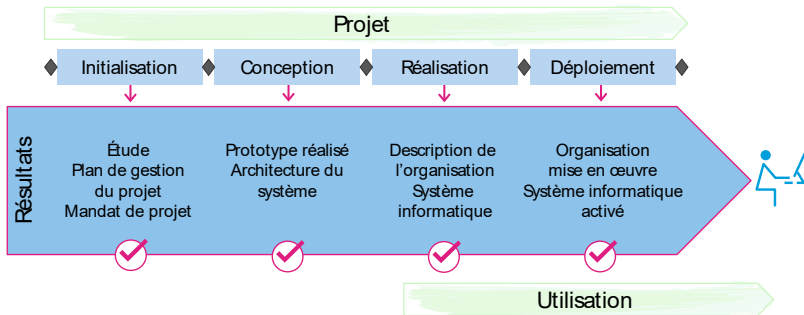 Projet
Initialisation
Conception
Réalisation
Déploiement
Résultats
Étude
Plan de gestion
du projet
Mandat de projet
Prototype réalisé
Architecture du
système
Description de
l'organisation
Système
informatique
Organisation
mise en œuvre
Système informatique
activé
Utilisation